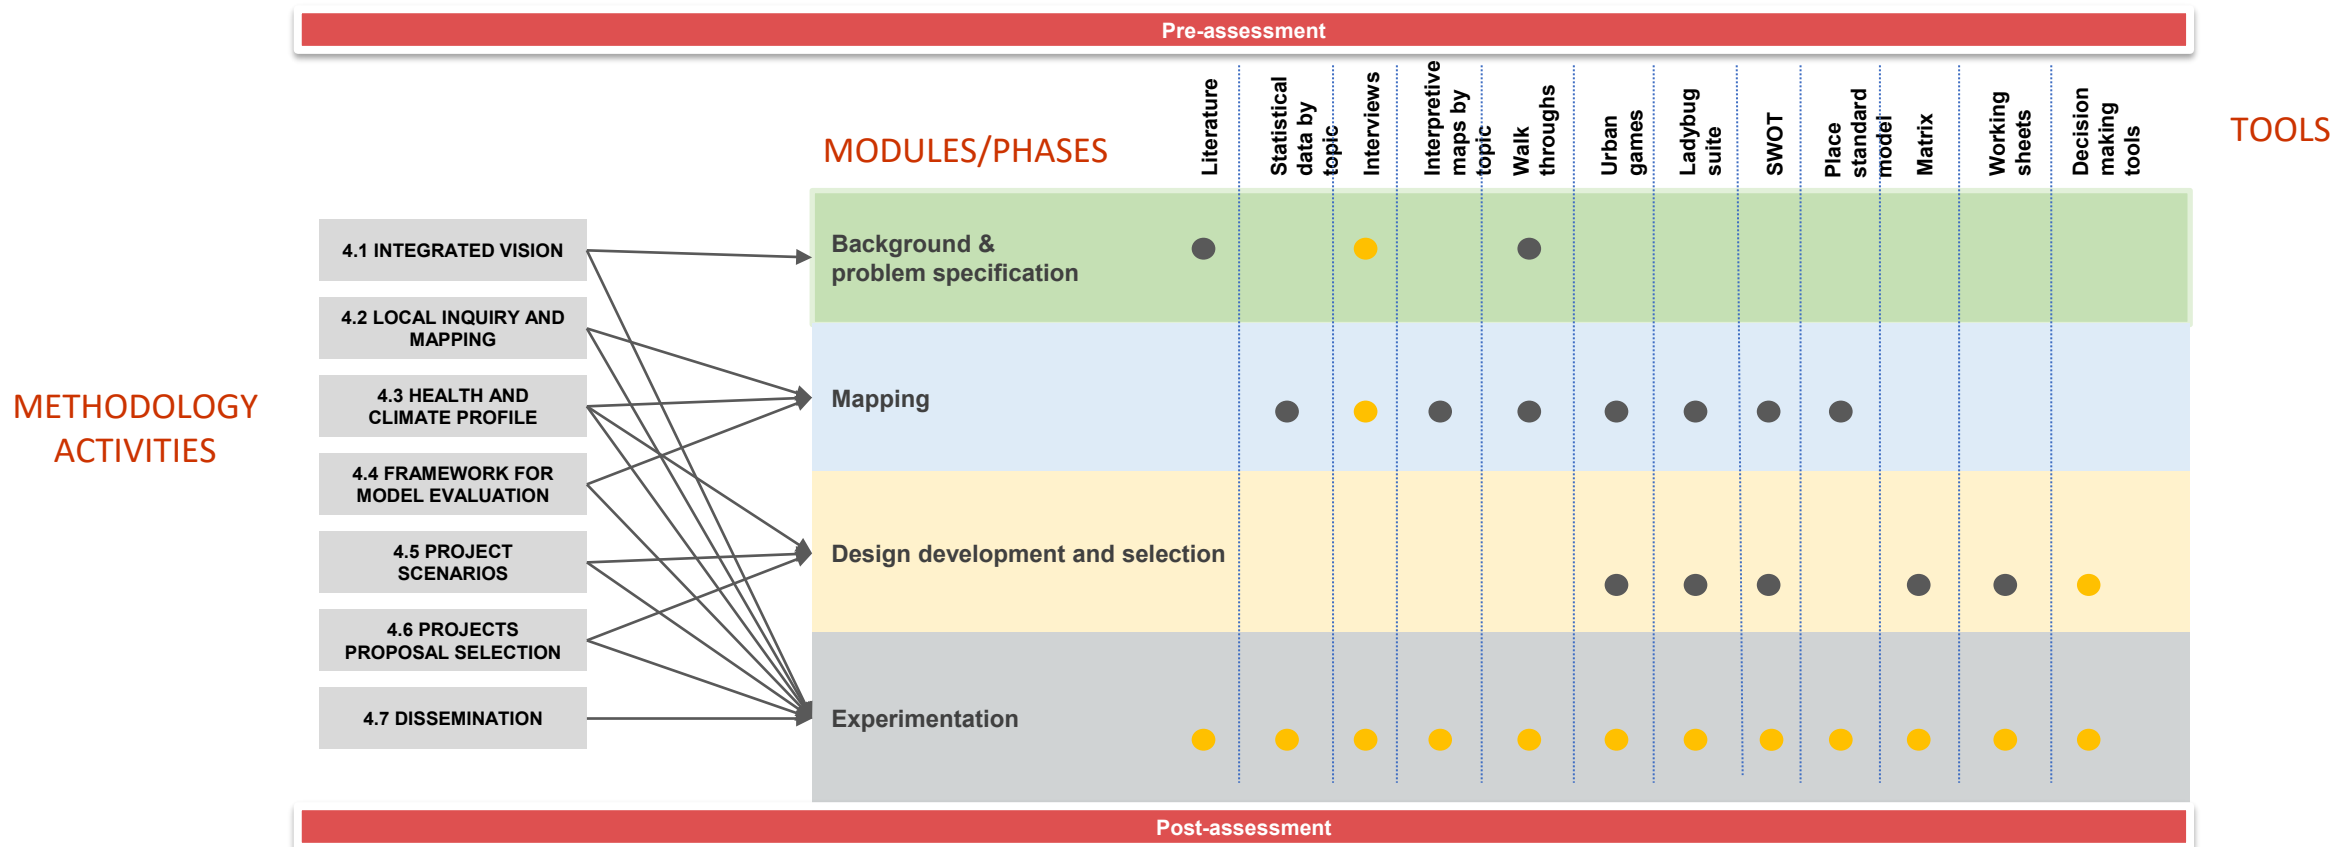 Pre-assessment
Literature
Statistical
data by
topic
Interviews
Interpretive
maps by
topic
Walk
throughs
Urban
games
Ladybug
suite
SWOT
Place
standard
model
Matrix
Working
sheets
Decision
making
tools
TOOLS
MODULES/PHASES
METHODOLOGY
ACTIVITIES
4.1 INTEGRATED VISION
4.2 LOCAL INQUIRY AND
MAPPING
4.3 HEALTH AND
CLIMATE PROFILE
4.4 FRAMEWORK FOR
MODEL EVALUATION
4.5 PROJECT
SCENARIOS
4.6 PROJECTS
PROPOSAL SELECTION
4.7 DISSEMINATION
Background &
problem specification
Mapping
Design development and selection
Experimentation
Post-assessment